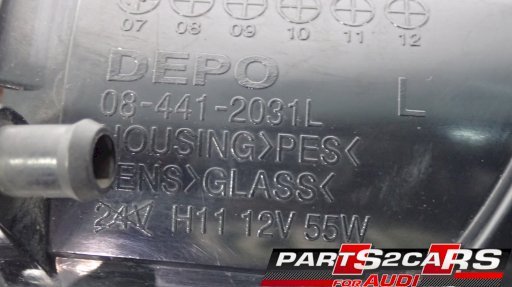 07 08 09 10 11 12
DEPO
08-441-2031L L
HOUSING>PES<
LENS>GLASS<
24V H11 12V 55W
PARTS2CARS
FOR AUDI